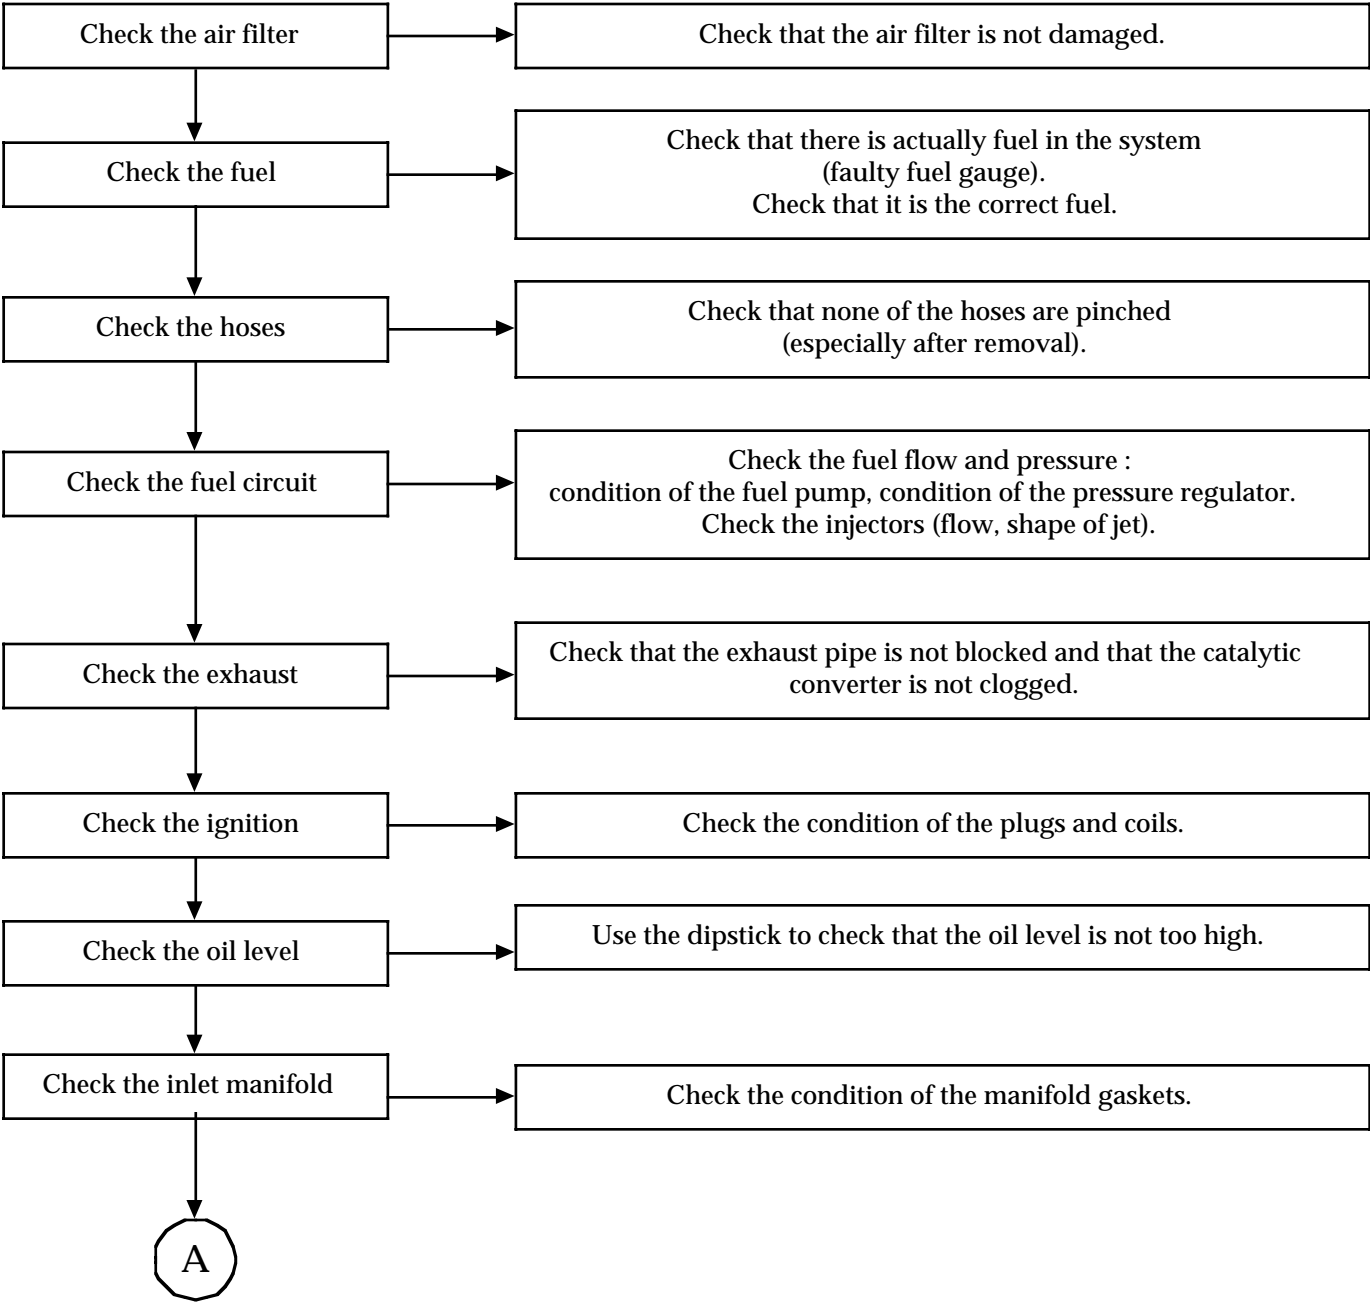 Check the air filter
Check that the air filter is not damaged.
Check the fuel
Check that there is actually fuel in the system
(faulty fuel gauge).
Check that it is the correct fuel.
Check the hoses
Check that none of the hoses are pinched
(especially after removal).
Check the fuel circuit
Check the fuel flow and pressure :
condition of the fuel pump, condition of the pressure regulator.
Check the injectors (flow, shape of jet).
Check the exhaust
Check that the exhaust pipe is not blocked and that the catalytic
converter is not clogged.
Check the ignition
Check the condition of the plugs and coils.
Check the oil level
Use the dipstick to check that the oil level is not too high.
Check the inlet manifold
Check the condition of the manifold gaskets.
A